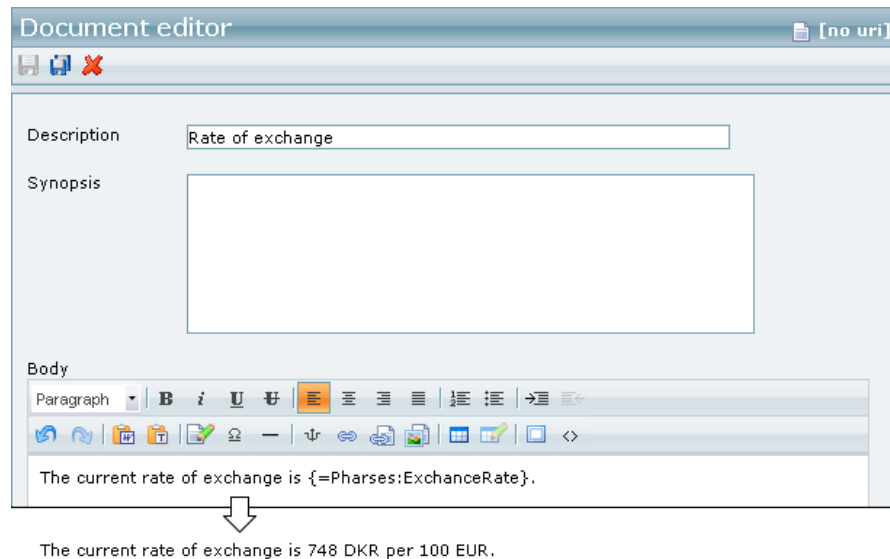 Document editor
[no uri]
Description
Rate of exchange
Synopsis
Body
Paragraph B i U U
The current rate of exchange is {=Pharses:ExchanceRate}.
The current rate of exchange is 748 DKR per 100 EUR.